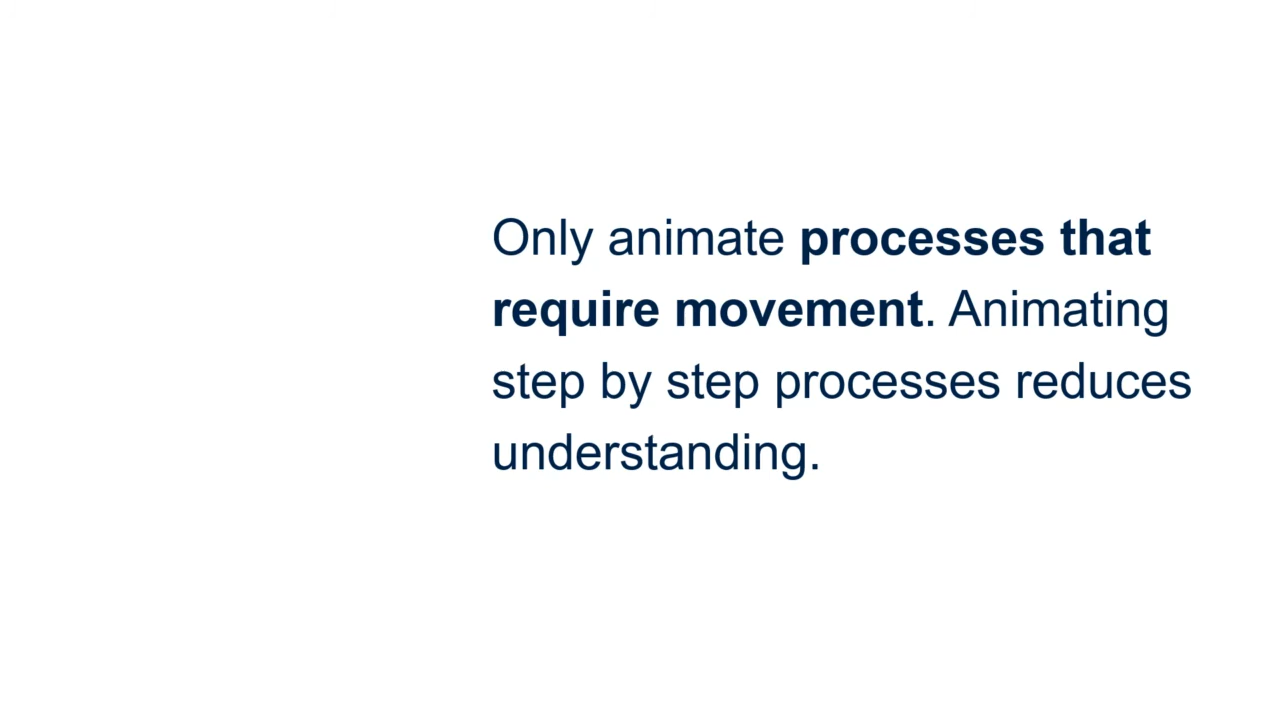 Only animate processes that
require movement. Animating
step by step processes reduces
understanding.